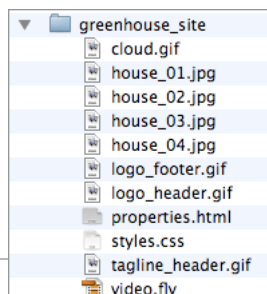 greenhouse_site
cloud.gif
house_01.jpg
house_02.jpg
house_03.jpg
house_04.jpg
logo_footer.gif
logo_header.gif
properties.html
styles.css
tagline_header.gif
video.flv